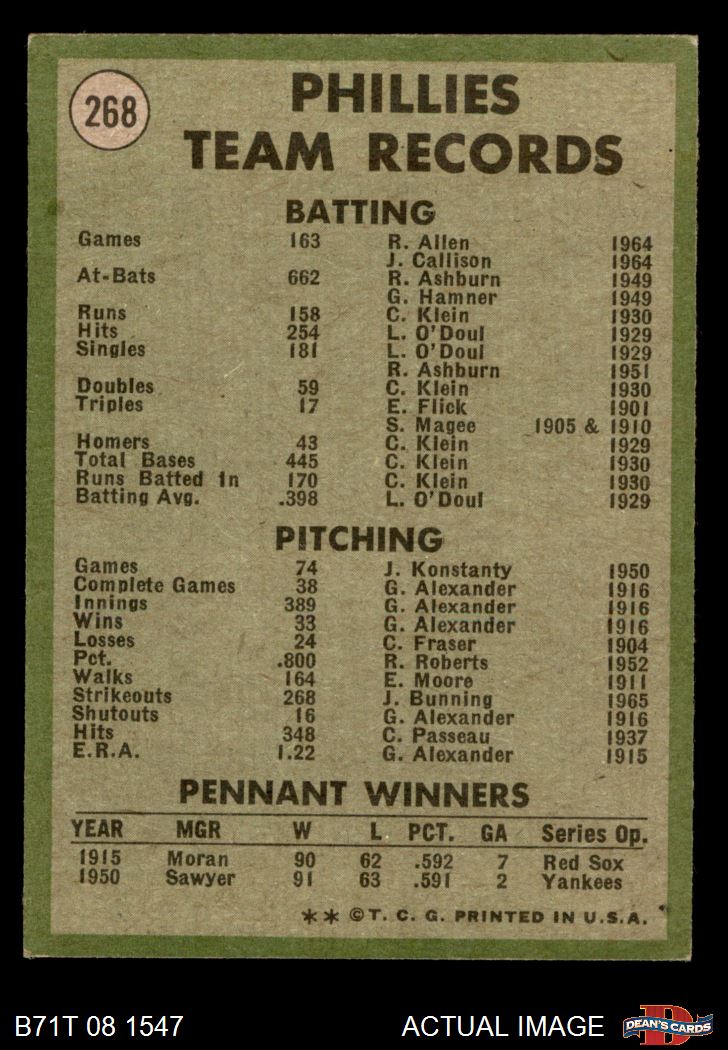 268
PHILLIES
TEAM RECORDS
BATTING
Games 163 R. Allen 1964
J. Callison 1964
At-Bats 662 R. Ashburn 1949
G. Hamner 1949
Runs 158 C. Klein 1930
Hits 254 L. O'Doul 1929
Singles 181 L. O'Doul 1929
R. Ashburn 1951
Doubles 59 C. Klein 1930
Triples 17 E. Flick 1901
S. Magee 1905 & 1910
Homers 43 C. Klein 1929
Total Bases 445 C. Klein 1930
Runs Batted In 170 C. Klein 1930
Batting Avg. .398 L. O'Doul 1929
PITCHING
Games 74 J. Konstanty 1950
Complete Games 38 G. Alexander 1916
Innings 389 G. Alexander 1916
Wins 33 G. Alexander 1916
Losses 24 C. Fraser 1904
Pct. .800 R. Roberts 1952
Walks 164 E. Moore 1911
Strikeouts 268 J. Bunning 1965
Shutouts 16 G. Alexander 1916
Hits 348 C. Passeau 1937
E.R.A. 1.22 G. Alexander 1915
PENNANT WINNERS
YEAR MGR W L PCT. GA Series Op.
1915 Moran 90 62 .592 7 Red Sox
1950 Sawyer 91 63 .591 2 Yankees
** © T. C. G. PRINTED IN U.S.A.
B71T 08 1547 ACTUAL IMAGE
D
DEAN'S CARDS